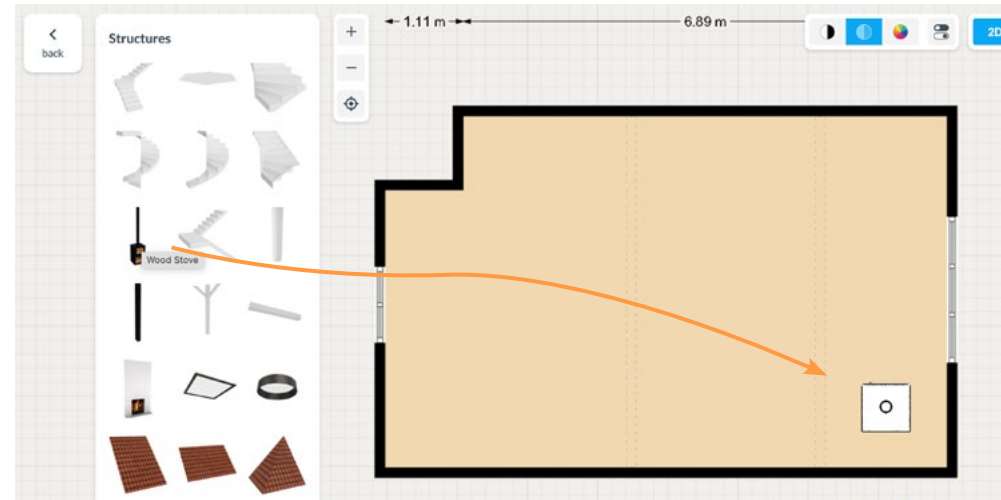 back
Structures
Wood Stove
+
−
1.11 m
6.89 m
2D